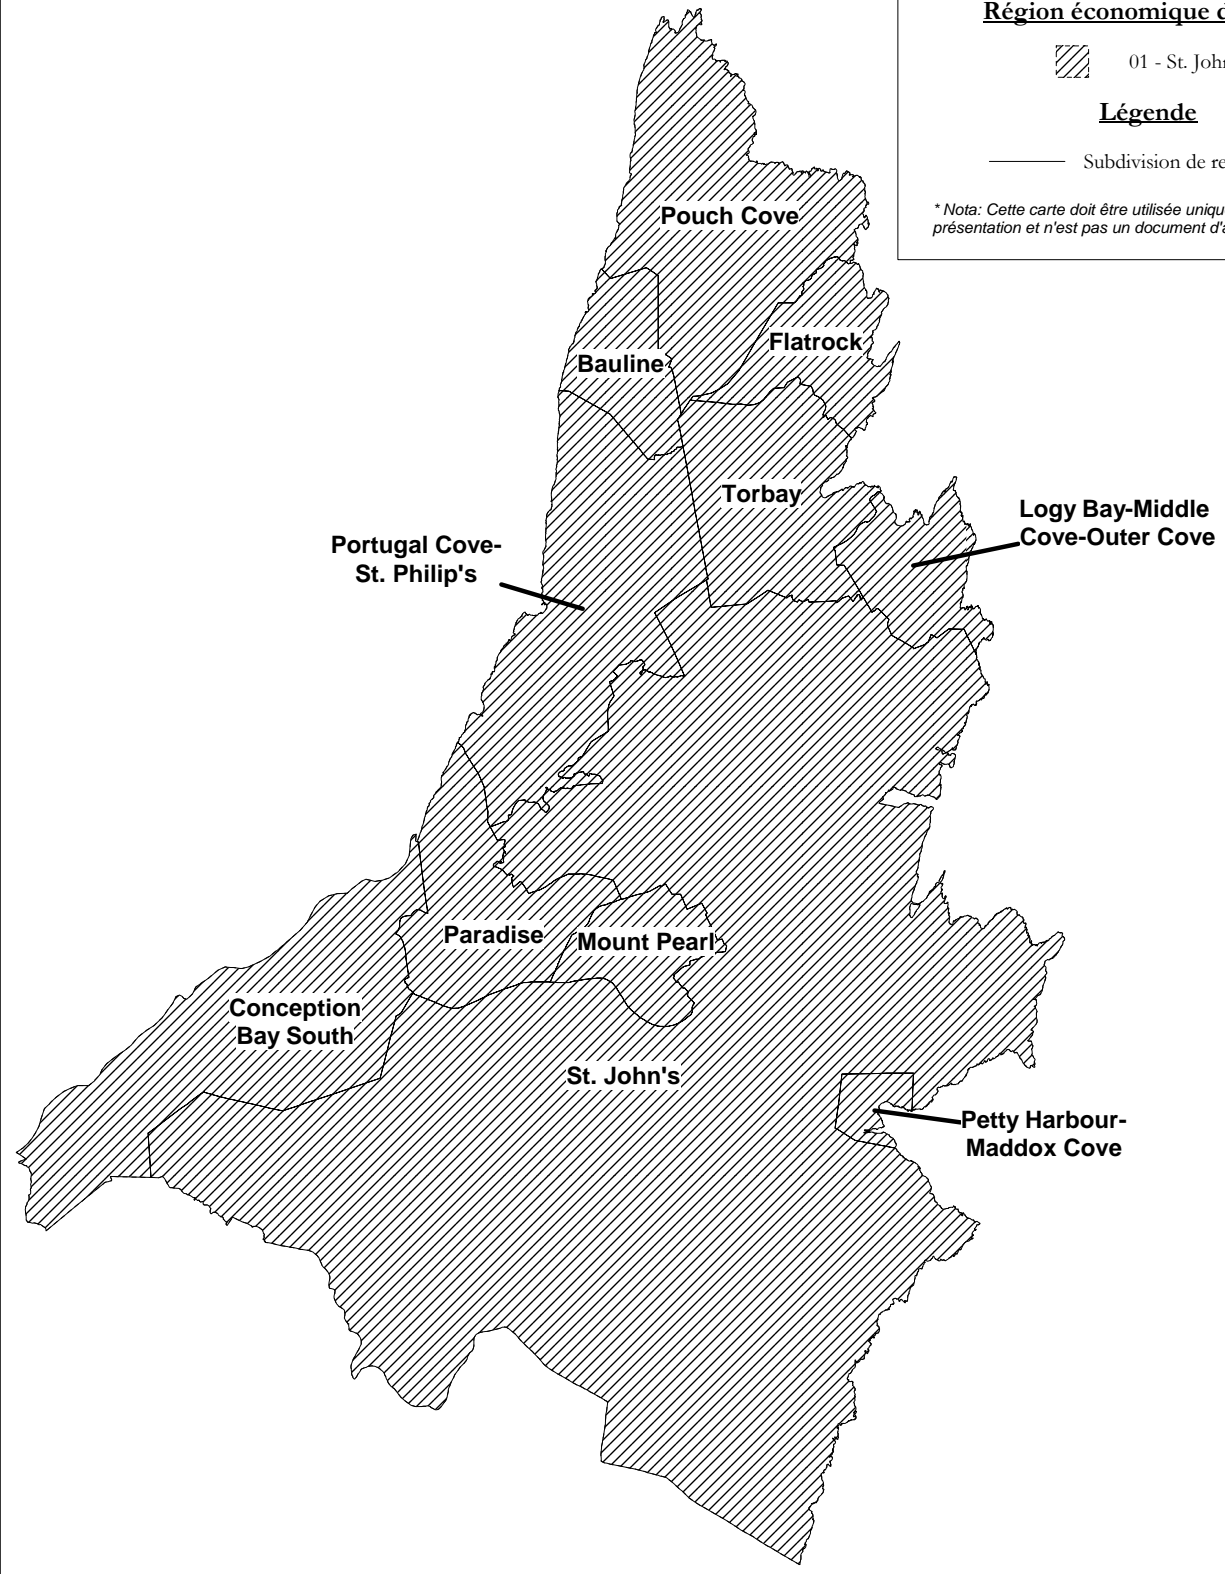 Région économique d
01 - St. John
Légende
Subdivision de re
* Nota: Cette carte doit être utilisée unique
présentation et n'est pas un document d'a
Pouch Cove
Flatrock
Bauline
Torbay
Logy Bay-Middle
Cove-Outer Cove
Portugal Cove-
St. Philip's
Paradise
Mount Pearl
Conception
Bay South
St. John's
Petty Harbour-
Maddox Cove